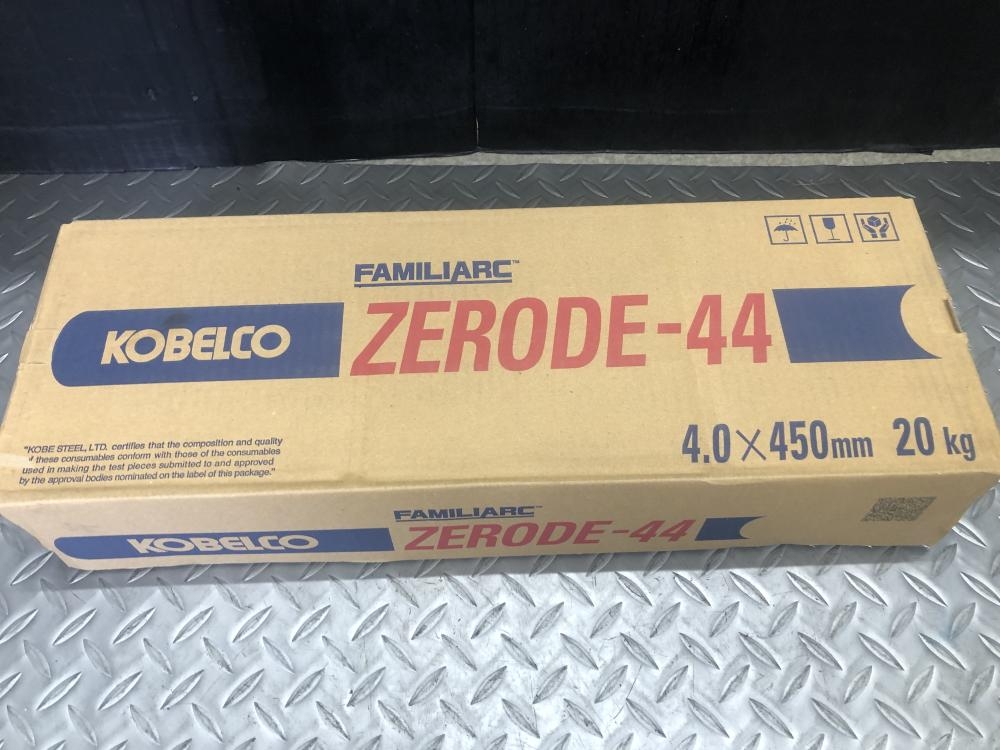 FAMILIARC™
KOBELCO ZERODE-44
"KOBE STEEL, LTD. certifies that the composition and quality
of these consumables conform with those of the consumables
used in making the test pieces submitted to and approved
by the approval bodies nominated on the label of this package."
4.0×450mm 20kg
FAMILIARC™
KOBELCO ZERODE-44